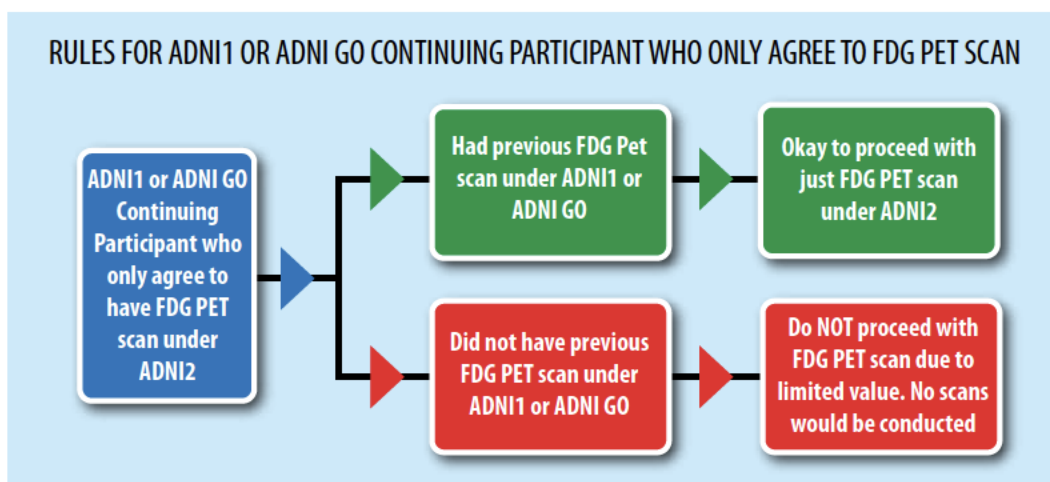 RULES FOR ADNI1 OR ADNI GO CONTINUING PARTICIPANT WHO ONLY AGREE TO FDG PET SCAN
ADNI1 or ADNI GO
Continuing
Participant who
only agree to
have FDG PET
scan under
ADNI2
Had previous FDG Pet
scan under ADNI1 or
ADNI GO
Okay to proceed with
just FDG PET scan
under ADNI2
Did not have previous
FDG PET scan under
ADNI1 or ADNI GO
Do NOT proceed with
FDG PET scan due to
limited value. No scans
would be conducted